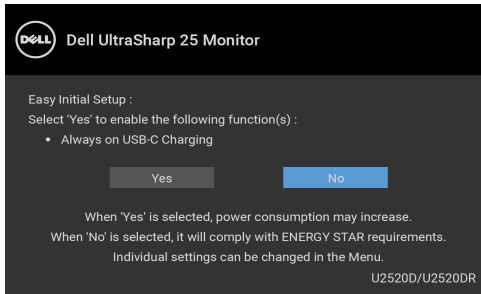 DELL Dell UltraSharp 25 Monitor
Easy Initial Setup :
Select 'Yes' to enable the following function(s) :
• Always on USB-C Charging
Yes No
When 'Yes' is selected, power consumption may increase.
When 'No' is selected, it will comply with ENERGY STAR requirements.
Individual settings can be changed in the Menu.
U2520D/U2520DR